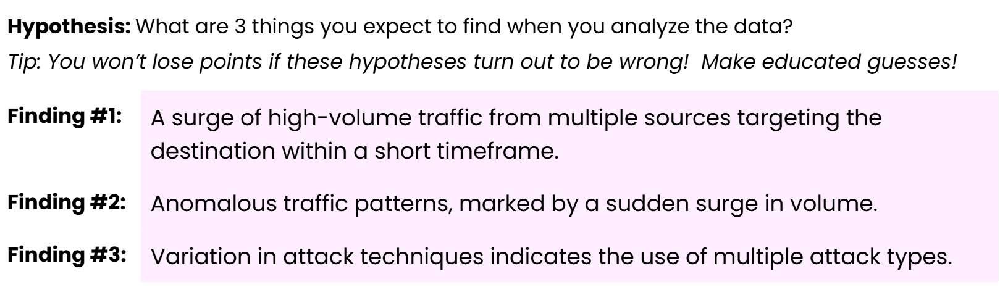 Hypothesis: What are 3 things you expect to find when you analyze the data?
Tip: You won’t lose points if these hypotheses turn out to be wrong!  Make educated guesses!
Finding #1: A surge of high-volume traffic from multiple sources targeting the
destination within a short timeframe.
Finding #2: Anomalous traffic patterns, marked by a sudden surge in volume.
Finding #3: Variation in attack techniques indicates the use of multiple attack types.